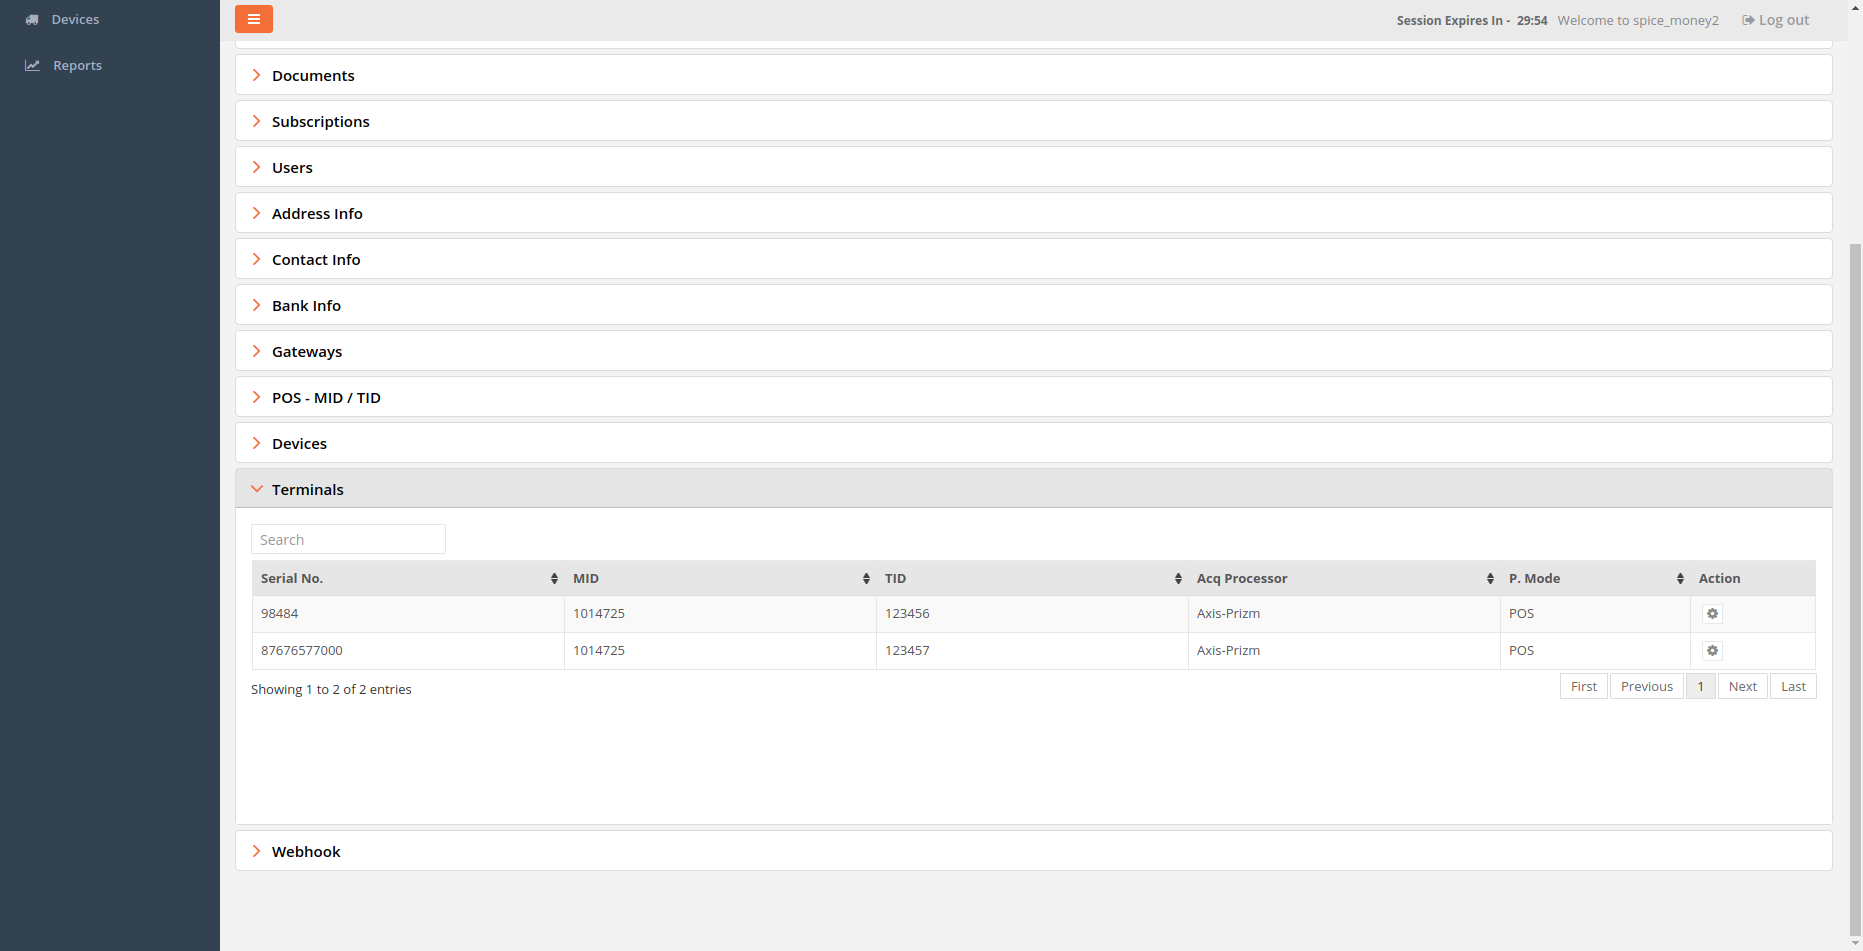 Devices
Reports
Session Expires In - 29:54 Welcome to spice_money2 Log out
Documents
Subscriptions
Users
Address Info
Contact Info
Bank Info
Gateways
POS - MID / TID
Devices
Terminals
Search
Serial No. MID TID Acq Processor P. Mode Action
98484 1014725 123456 Axis-Prizm POS
87676577000 1014725 123457 Axis-Prizm POS
Showing 1 to 2 of 2 entries First Previous 1 Next Last
Webhook